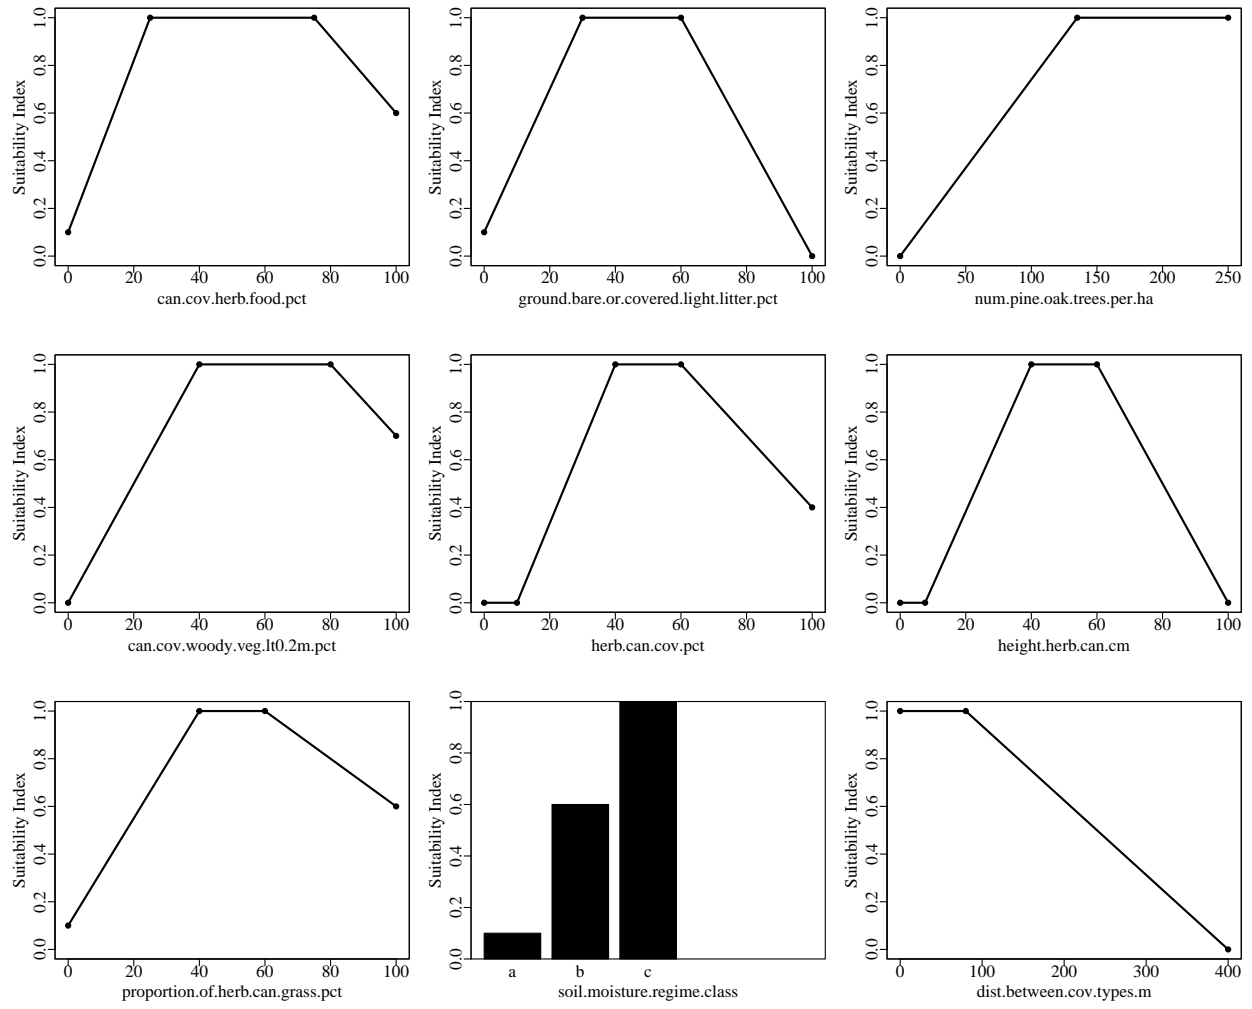 Suitability Index
0.0 0.2 0.4 0.6 0.8 1.0
0 20 40 60 80 100
can.cov.herb.food.pct
Suitability Index
0.0 0.2 0.4 0.6 0.8 1.0
0 20 40 60 80 100
ground.bare.or.covered.light.litter.pct
Suitability Index
0.0 0.2 0.4 0.6 0.8 1.0
0 50 100 150 200 250
num.pine.oak.trees.per.ha
Suitability Index
0.0 0.2 0.4 0.6 0.8 1.0
0 20 40 60 80 100
can.cov.woody.veg.lt0.2m.pct
Suitability Index
0.0 0.2 0.4 0.6 0.8 1.0
0 20 40 60 80 100
herb.can.cov.pct
Suitability Index
0.0 0.2 0.4 0.6 0.8 1.0
0 20 40 60 80 100
height.herb.can.cm
Suitability Index
0.0 0.2 0.4 0.6 0.8 1.0
0 20 40 60 80 100
proportion.of.herb.can.grass.pct
Suitability Index
0.0 0.2 0.4 0.6 0.8 1.0
a b c
soil.moisture.regime.class
Suitability Index
0.0 0.2 0.4 0.6 0.8 1.0
0 100 200 300 400
dist.between.cov.types.m